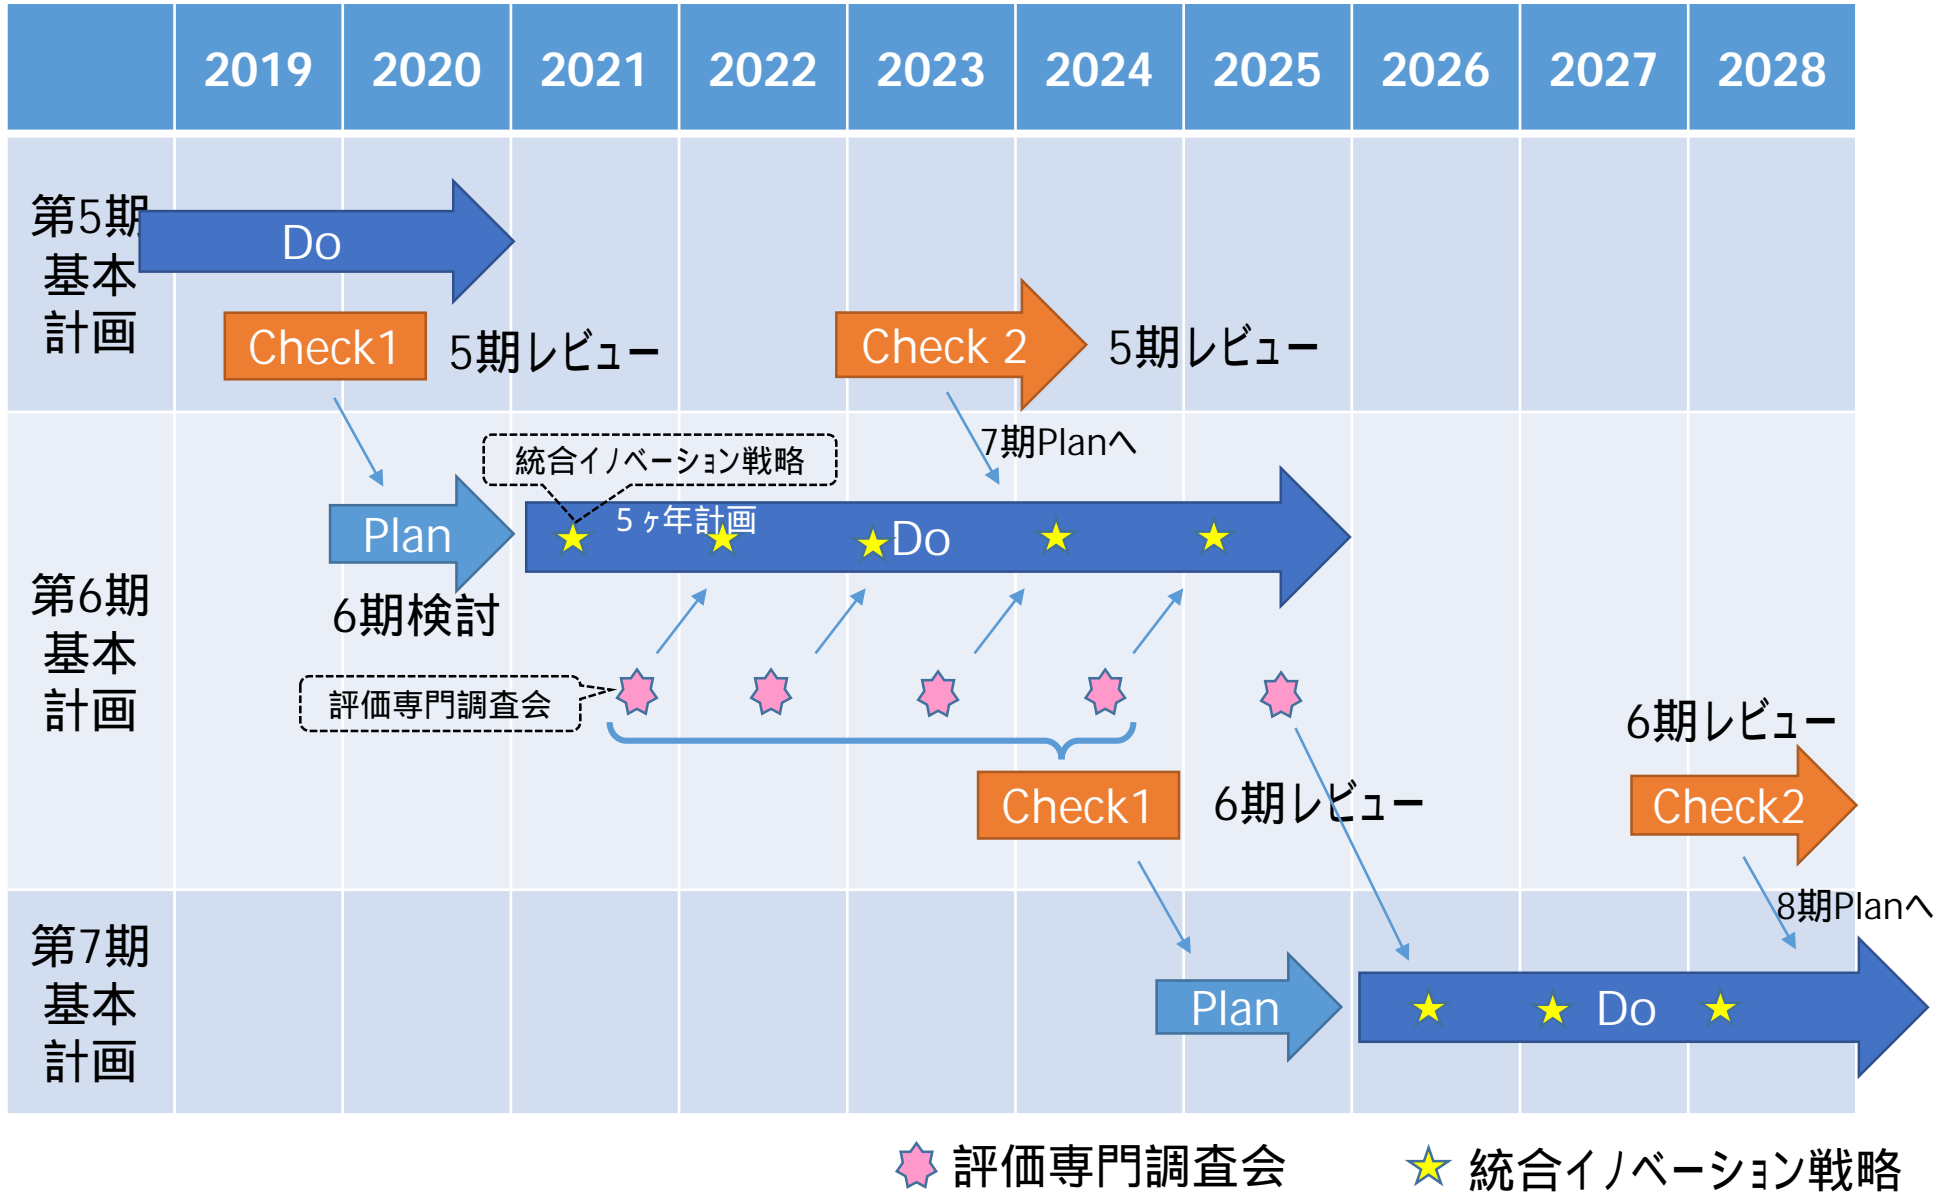 2019 2020 2021 2022 2023 2024 2025 2026 2027 2028
第5期
基本
計画
Do
Check1
5期レビュー
Check 2
5期レビュー
7期Planへ
第6期
基本
計画
統合イノベーション戦略
Plan
5ヶ年計画
Do
6期検討
評価専門調査会
Check1
6期レビュー
6期レビュー
Check2
8期Planへ
第7期
基本
計画
Plan
Do
評価専門調査会
統合イノベーション戦略